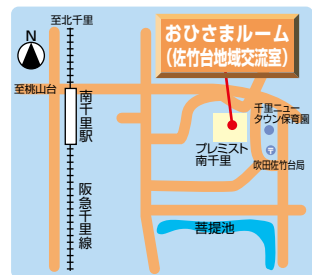 至北千里
N
おひさまルーム
(佐竹台地域交流室)
至桃山台
南千里駅
千里ニュー
タウン保育園
プレミスト
南千里
吹田佐竹台局
阪急千里線
菩提池